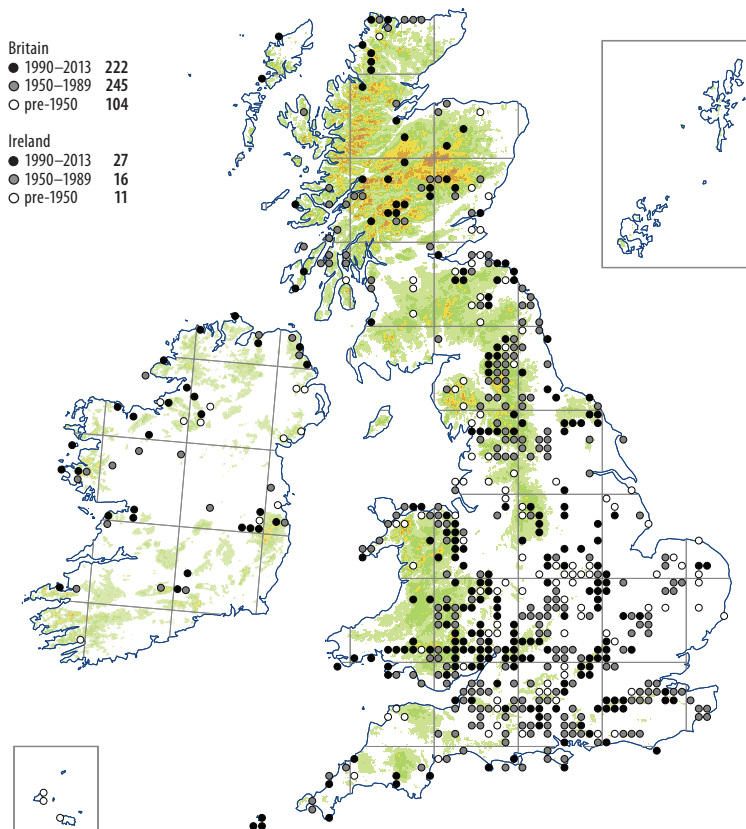 Britain
1990–2013 222
1950–1989 245
pre-1950 104
Ireland
1990–2013 27
1950–1989 16
pre-1950 11